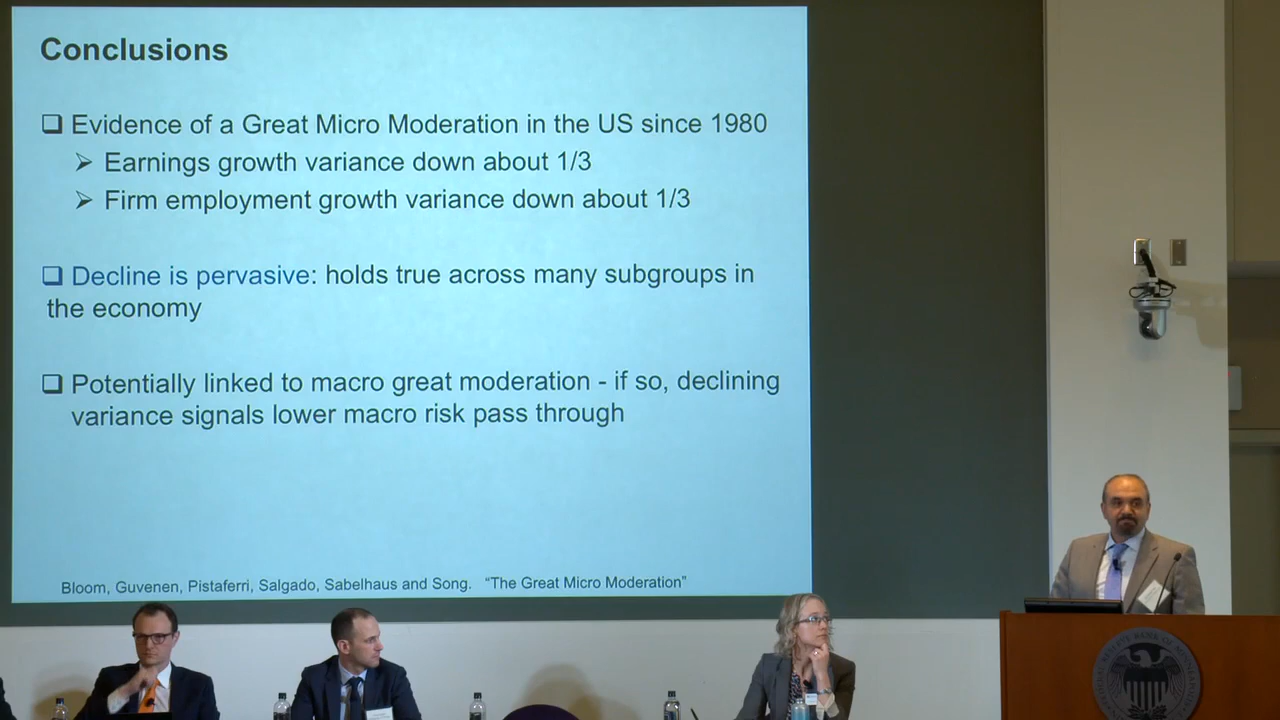 Conclusions
❑ Evidence of a Great Micro Moderation in the US since 1980
➢ Earnings growth variance down about 1/3
➢ Firm employment growth variance down about 1/3
❑ Decline is pervasive: holds true across many subgroups in
the economy
❑ Potentially linked to macro great moderation - if so, declining
variance signals lower macro risk pass through
Bloom, Guvenen, Pistaferri, Salgado, Sabelhaus and Song. “The Great Micro Moderation”